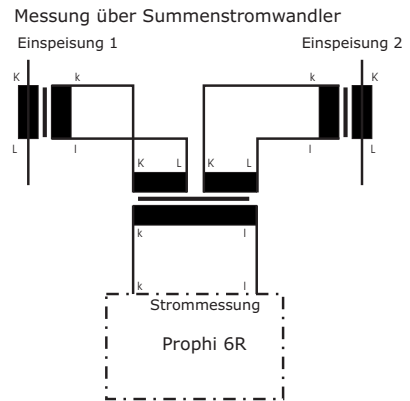 Messung über Summenstromwandler
Einspeisung 1 Einspeisung 2
K k k K
L l l L
K L K L
k l
k l
Strommessung
Prophi 6R